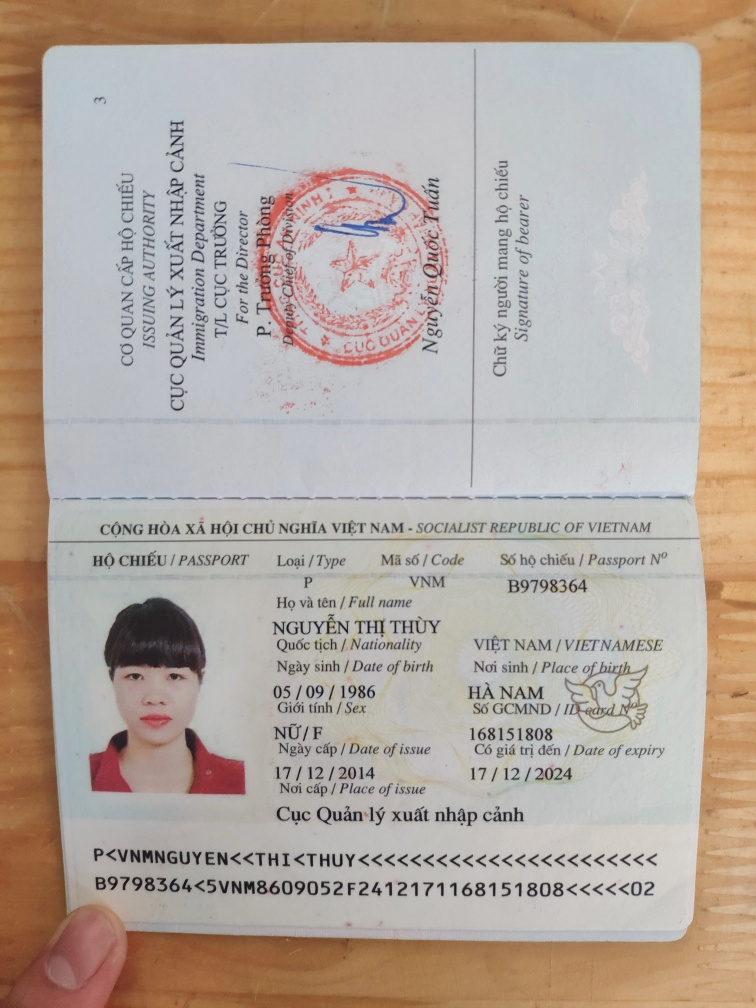 3
CƠ QUAN CẤP HỘ CHIẾU
ISSUING AUTHORITY
CỤC QUẢN LÝ XUẤT NHẬP CẢNH
Immigration Department
T/L CỤC TRƯỞNG
For the Director
P. Trưởng Phòng
Deputy Chief of Division
CỤC QUẢN LÝ
Nguyễn Quốc Tuấn
Chữ ký người mang hộ chiếu
Signature of bearer
CỘNG HÒA XÃ HỘI CHỦ NGHĨA VIỆT NAM - SOCIALIST REPUBLIC OF VIETNAM
HỘ CHIẾU / PASSPORT Loại / Type Mã số / Code Số hộ chiếu / Passport Nº
P VNM B9798364
Họ và tên / Full name
NGUYỄN THỊ THÙY
Quốc tịch / Nationality VIỆT NAM / VIETNAMESE
Ngày sinh / Date of birth Nơi sinh / Place of birth
05 / 09 / 1986 HÀ NAM
Giới tính / Sex Số GCMND / ID card Nº
NỮ / F 168151808
Ngày cấp / Date of issue Có giá trị đến / Date of expiry
17 / 12 / 2014 17 / 12 / 2024
Nơi cấp / Place of issue
Cục Quản lý xuất nhập cảnh
P<VNMNGUYEN<<THI<THUY<<<<<<<<<<<<<<<<<<<<<<<
B9798364<5VNM8609052F2412171168151808<<<<<02